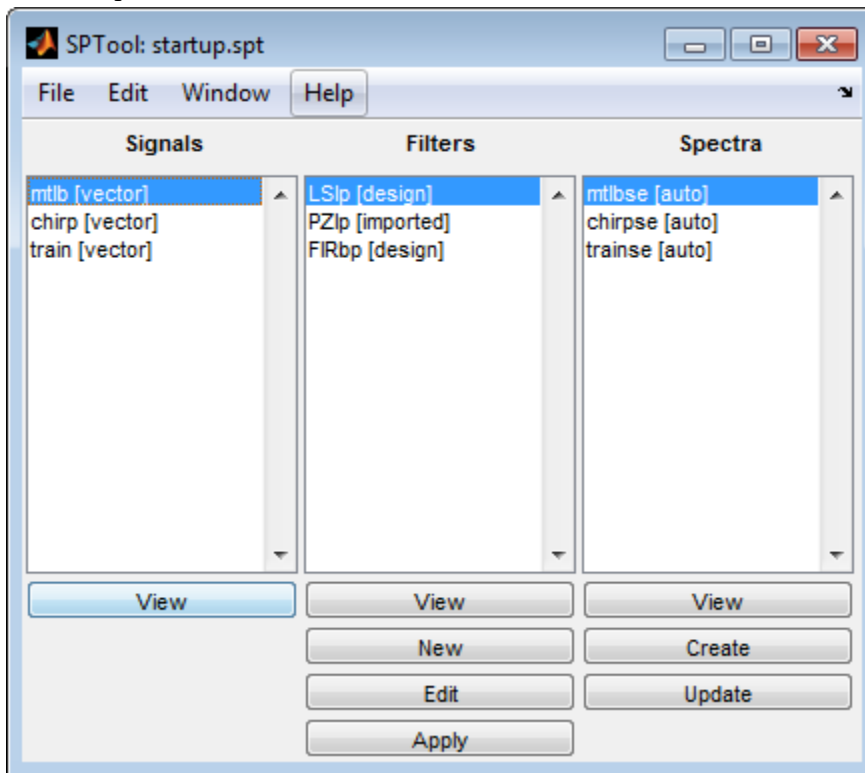 SPTool: startup.spt
File Edit Window Help
Signals Filters Spectra
mtlb [vector]
chirp [vector]
train [vector]
LSlp [design]
PZlp [imported]
FIRbp [design]
mtlbse [auto]
chirpse [auto]
trainse [auto]
View View View
New Create
Edit Update
Apply